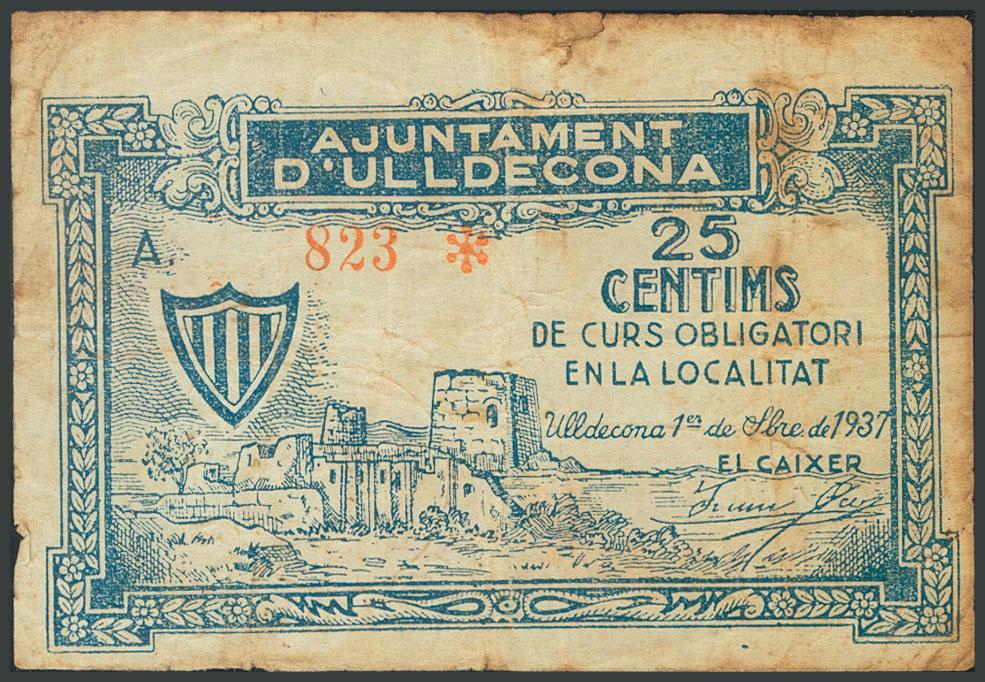 AJUNTAMENT
D'ULLDECONA
A. 823 *
25
CENTIMS
DE CURS OBLIGATORI
EN LA LOCALITAT
Ulldecona 1er de Sbre. de 1937
EL CAIXER